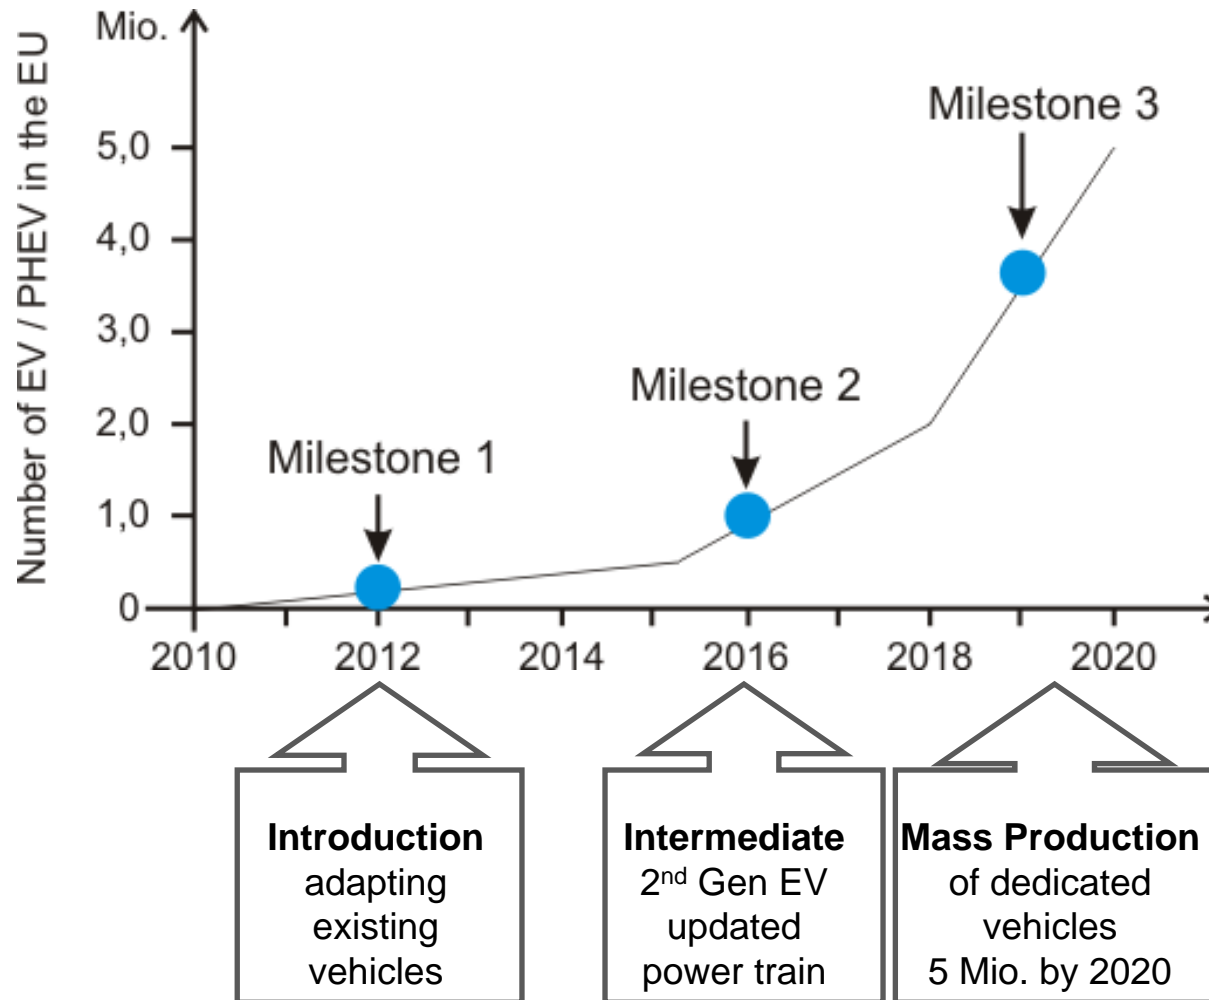 Number of EV / PHEV in the EU
Mio.
5,0
4,0
3,0
2,0
1,0
0
Milestone 1
Milestone 2
Milestone 3
2010 2012 2014 2016 2018 2020
Introduction
adapting
existing
vehicles
Intermediate
2nd Gen EV
updated
power train
Mass Production
of dedicated
vehicles
5 Mio. by 2020